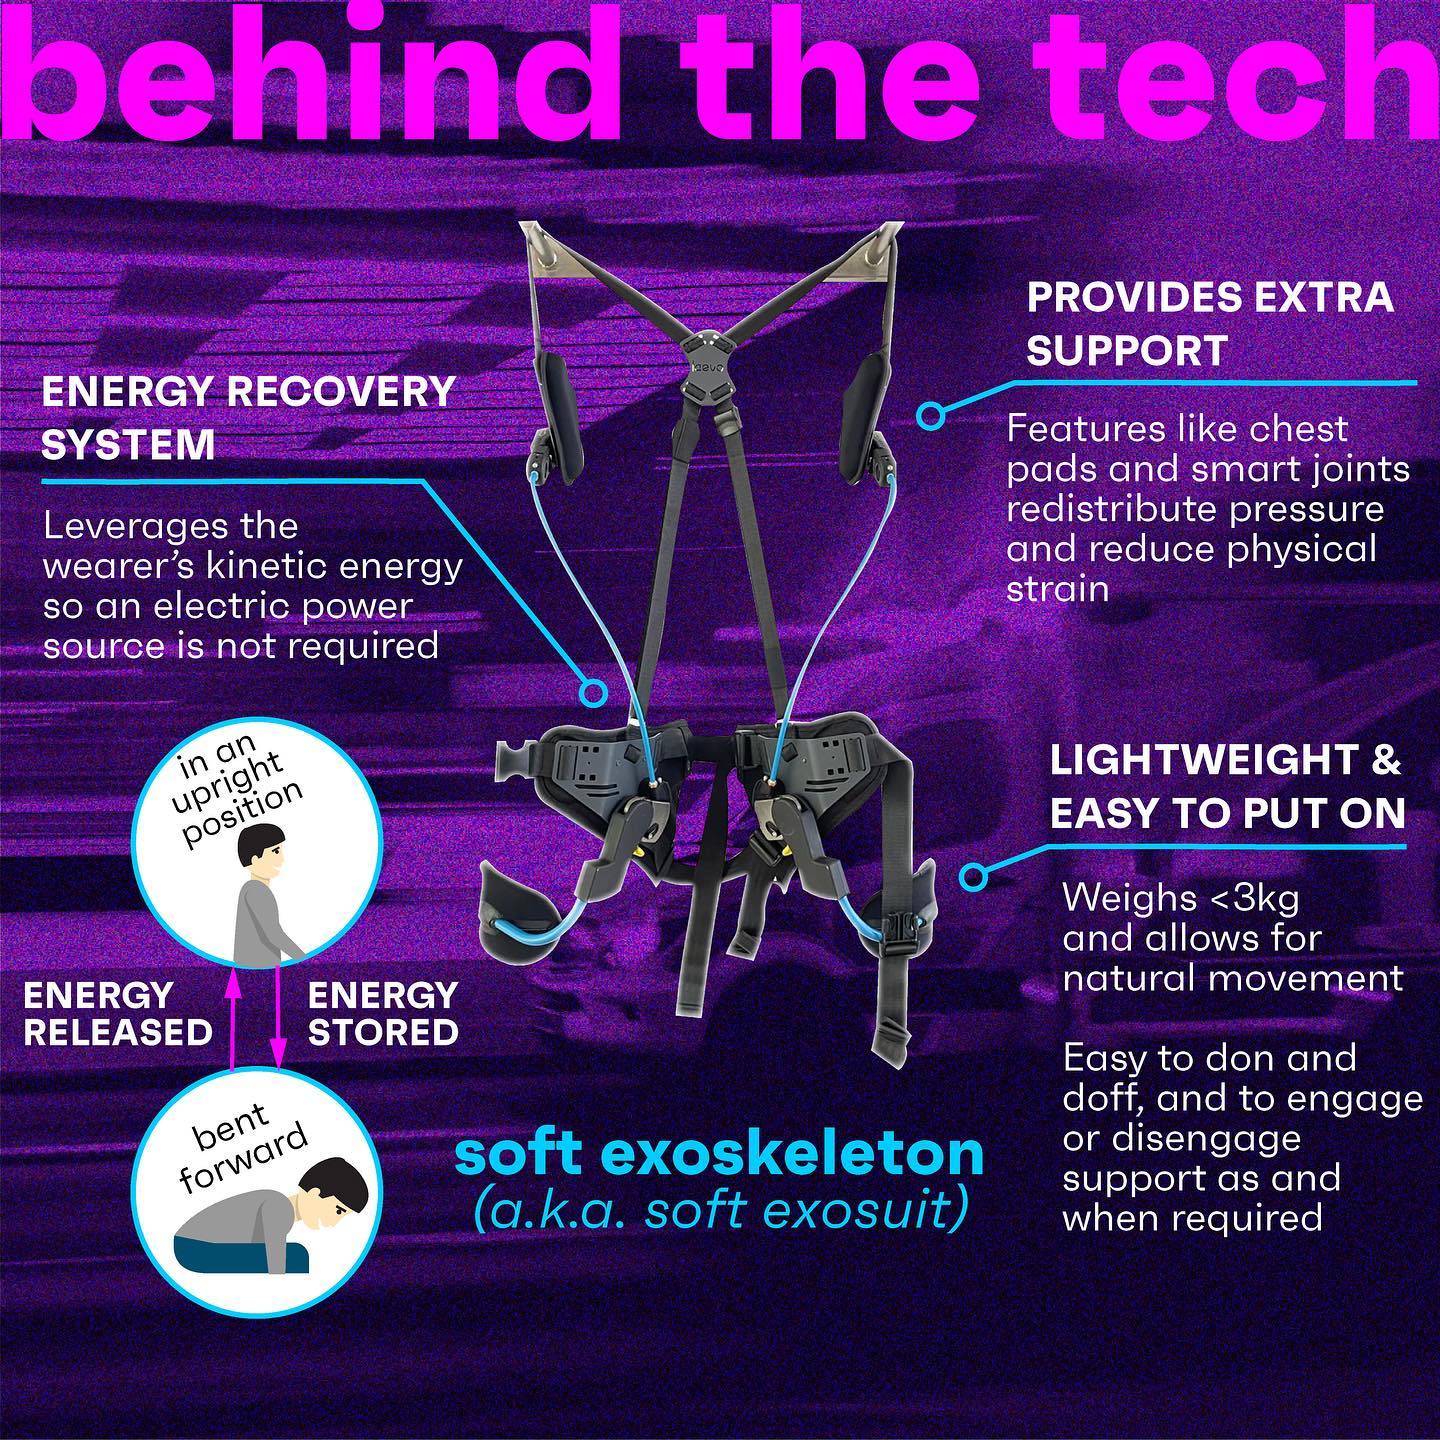 behind the tech
PROVIDES EXTRA
SUPPORT
Features like chest
pads and smart joints
redistribute pressure
and reduce physical
strain
ENERGY RECOVERY
SYSTEM
Leverages the
wearer’s kinetic energy
so an electric power
source is not required
in an
upright
position
ENERGY
RELEASED
ENERGY
STORED
bent
forward
LIGHTWEIGHT &
EASY TO PUT ON
Weighs <3kg
and allows for
natural movement
Easy to don and
doff, and to engage
or disengage
support as and
when required
soft exoskeleton
(a.k.a. soft exosuit)